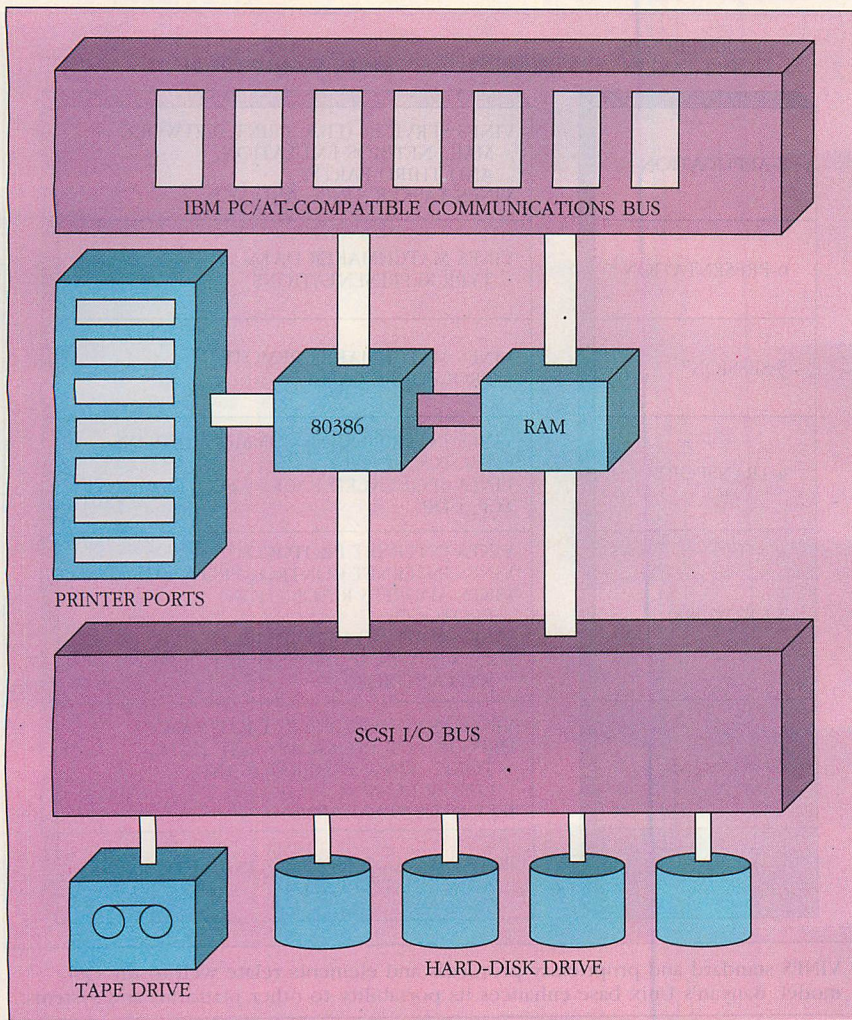 IBM PC/AT-COMPATIBLE COMMUNICATIONS BUS
80386
RAM
PRINTER PORTS
SCSI I/O BUS
TAPE DRIVE
HARD-DISK DRIVE